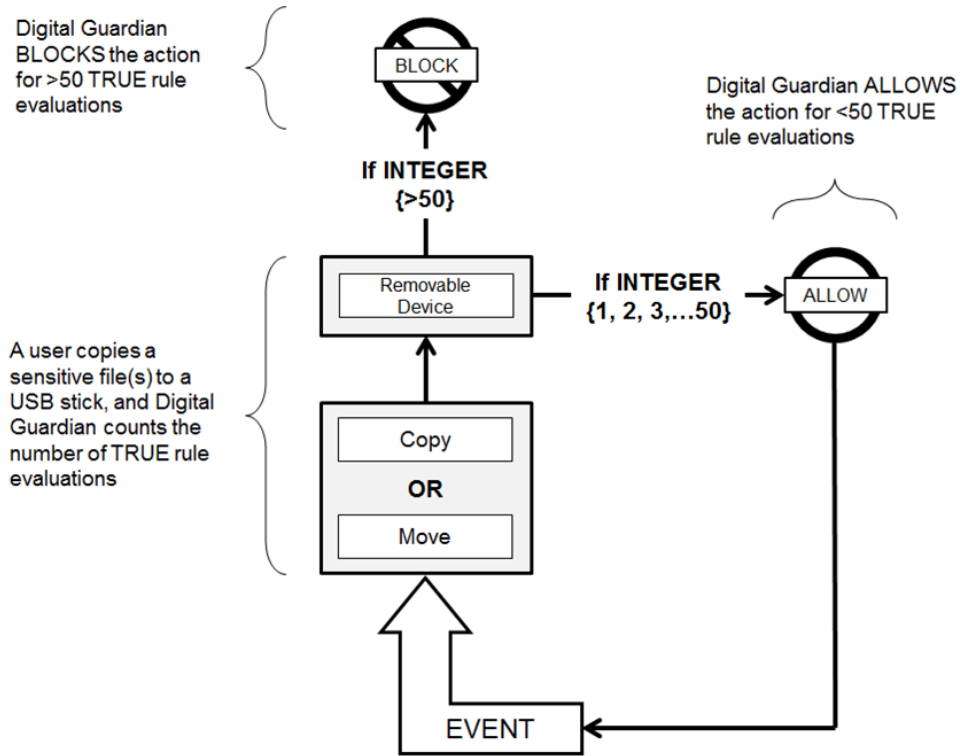 Digital Guardian
BLOCKS the action
for >50 TRUE rule
evaluations
BLOCK
Digital Guardian ALLOWS
the action for <50 TRUE
rule evaluations
If INTEGER
{>50}
Removable
Device
If INTEGER
{1, 2, 3,…50}
ALLOW
A user copies a
sensitive file(s) to a
USB stick, and Digital
Guardian counts the
number of TRUE rule
evaluations
Copy
OR
Move
EVENT